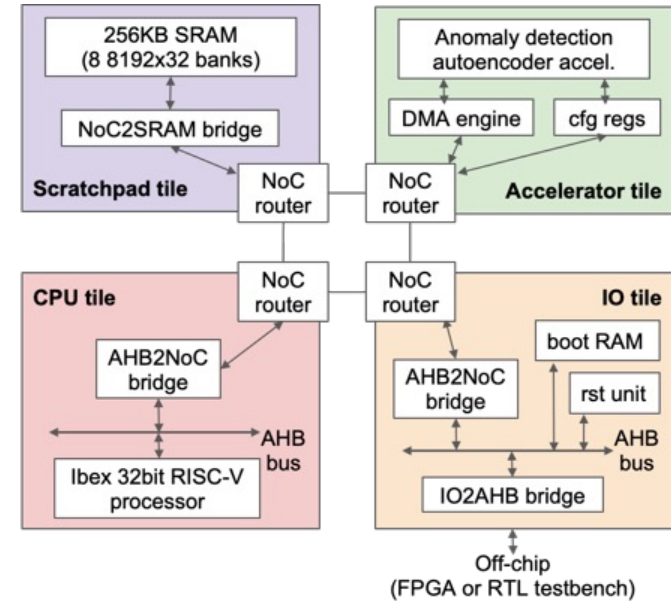 256KB SRAM
(8 8192x32 banks)
NoC2SRAM bridge
Scratchpad tile
NoC
router
Anomaly detection
autoencoder accel.
DMA engine
cfg regs
NoC
router
Accelerator tile
CPU tile
NoC
router
AHB2NoC
bridge
AHB
bus
Ibex 32bit RISC-V
processor
NoC
router
IO tile
boot RAM
AHB2NoC
bridge
rst unit
AHB
bus
IO2AHB bridge
Off-chip
(FPGA or RTL testbench)